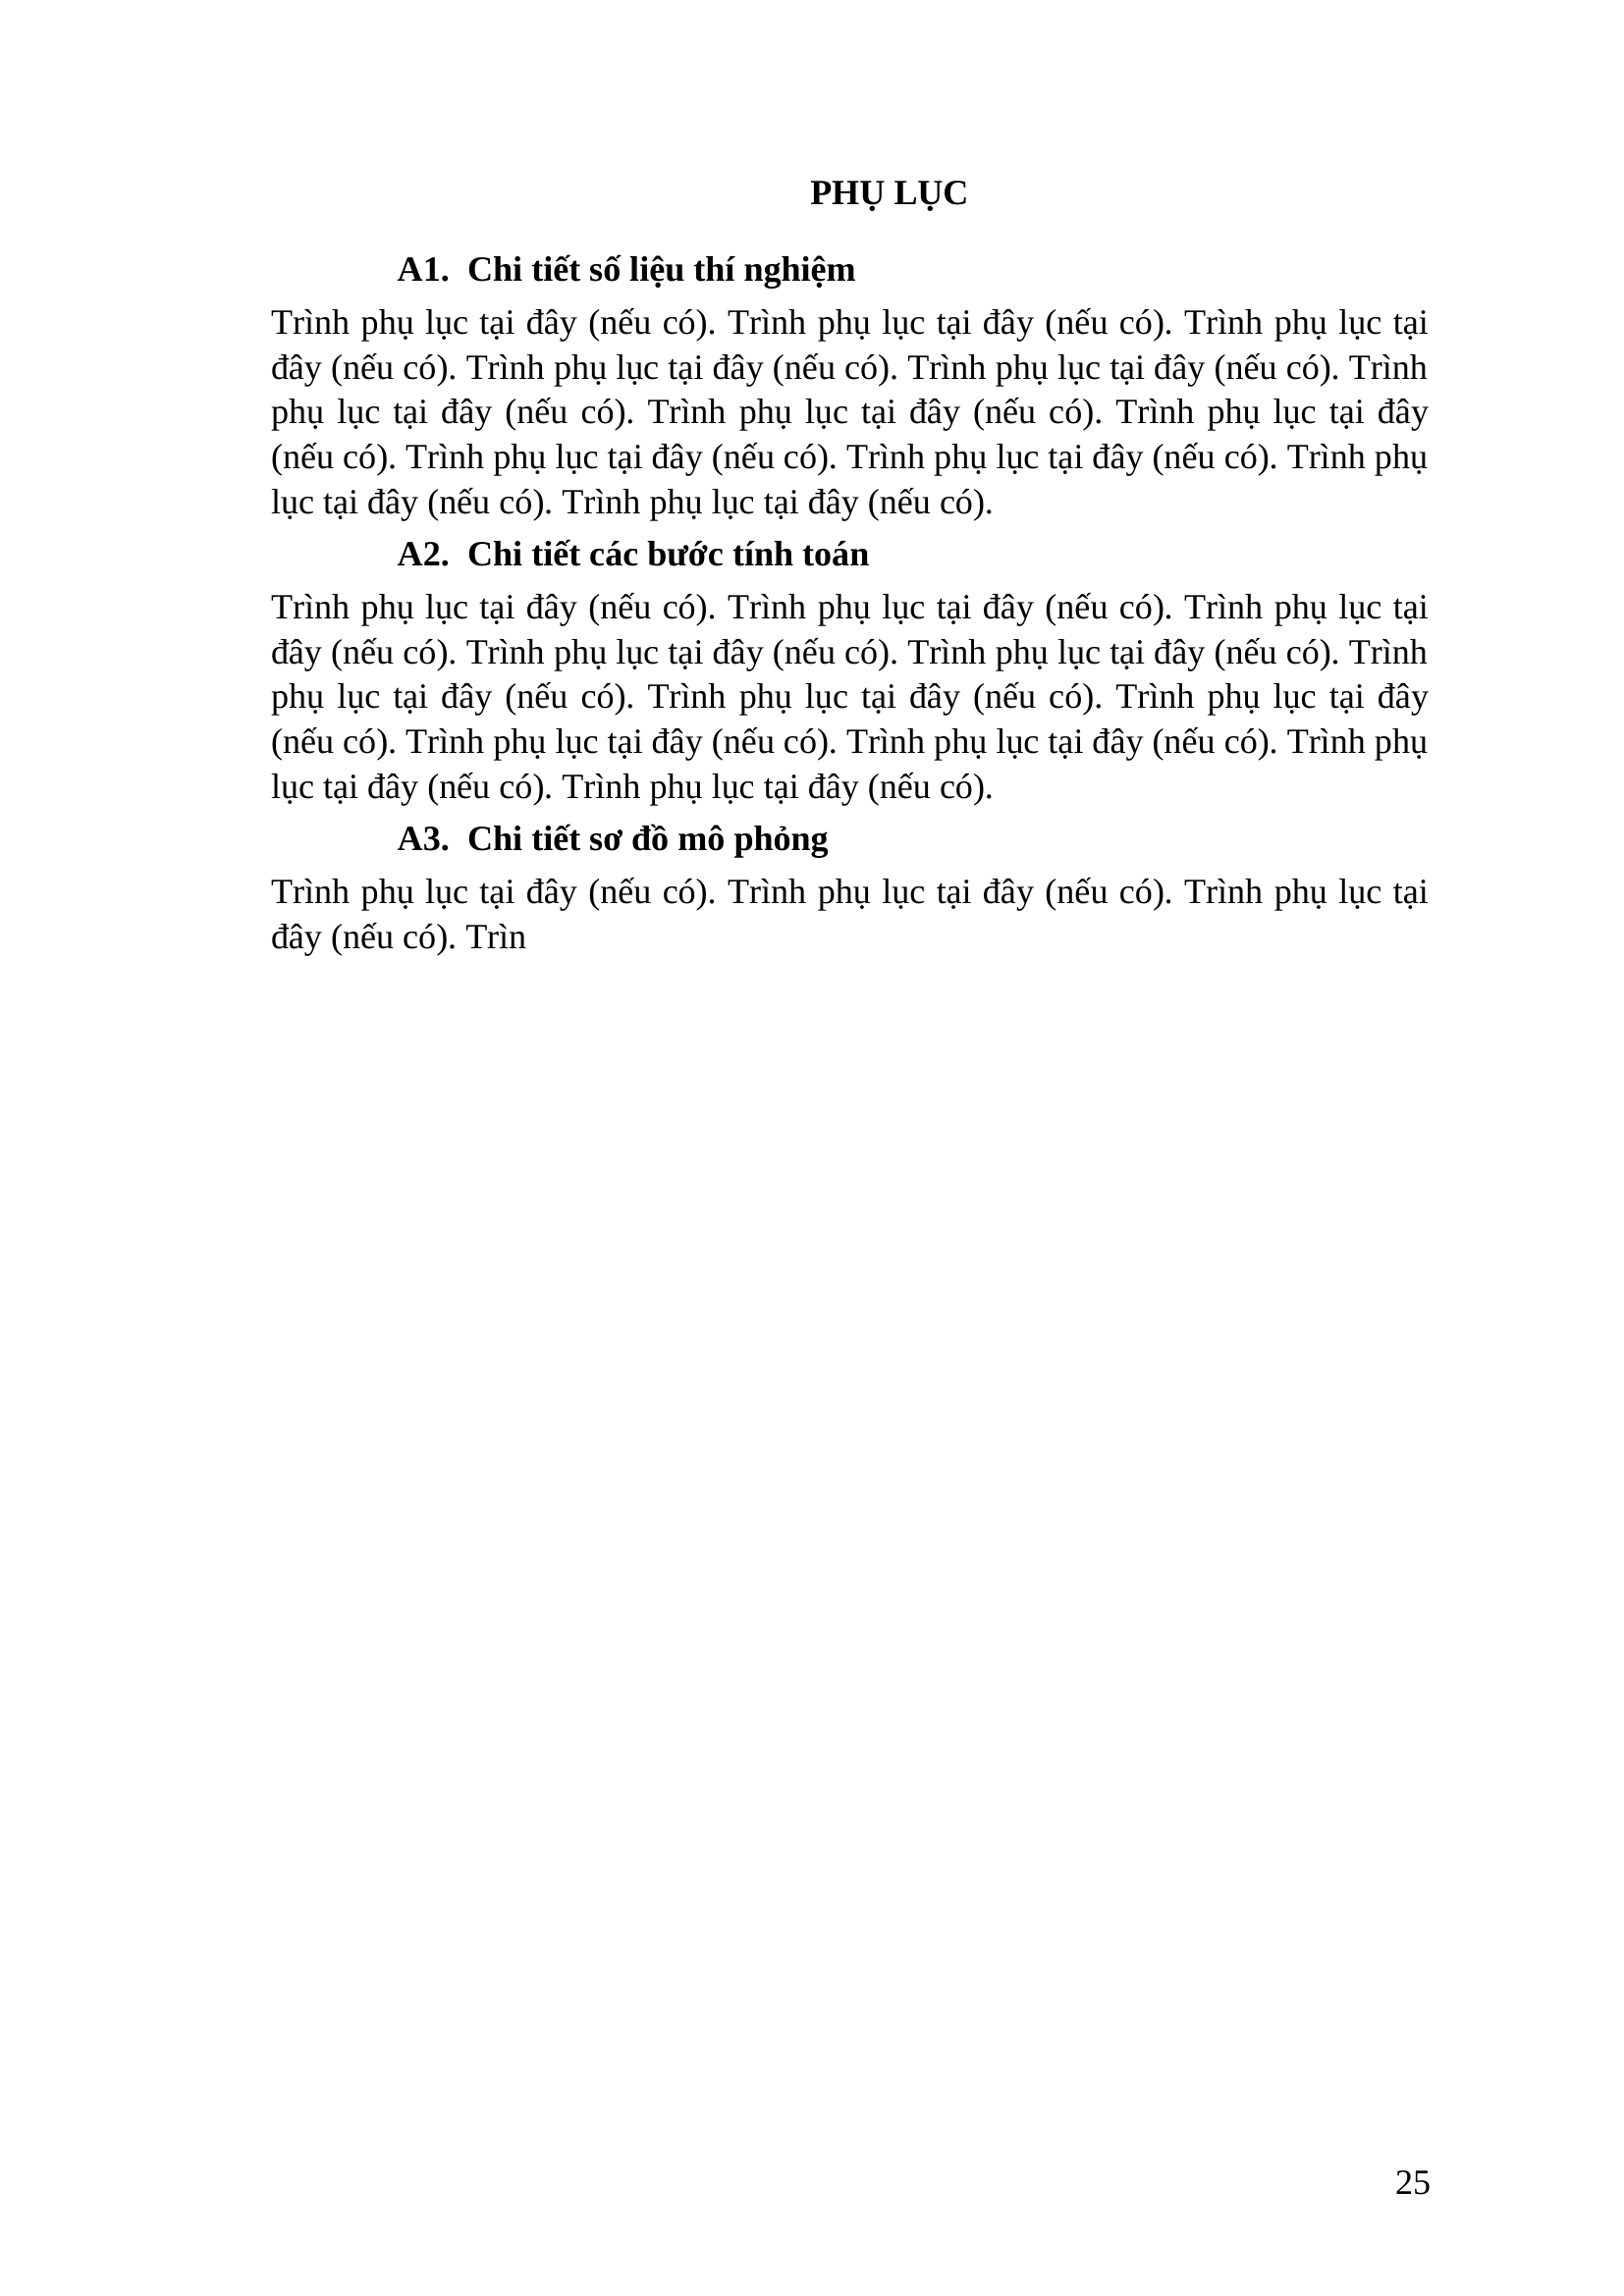 PHỤ LỤC
A1. Chi tiết số liệu thí nghiệm
Trình phụ lục tại đây (nếu có). Trình phụ lục tại đây (nếu có). Trình phụ lục tại
đây (nếu có). Trình phụ lục tại đây (nếu có). Trình phụ lục tại đây (nếu có). Trình
phụ lục tại đây (nếu có). Trình phụ lục tại đây (nếu có). Trình phụ lục tại đây
(nếu có). Trình phụ lục tại đây (nếu có). Trình phụ lục tại đây (nếu có). Trình phụ
lục tại đây (nếu có). Trình phụ lục tại đây (nếu có).
A2. Chi tiết các bước tính toán
Trình phụ lục tại đây (nếu có). Trình phụ lục tại đây (nếu có). Trình phụ lục tại
đây (nếu có). Trình phụ lục tại đây (nếu có). Trình phụ lục tại đây (nếu có). Trình
phụ lục tại đây (nếu có). Trình phụ lục tại đây (nếu có). Trình phụ lục tại đây
(nếu có). Trình phụ lục tại đây (nếu có). Trình phụ lục tại đây (nếu có). Trình phụ
lục tại đây (nếu có). Trình phụ lục tại đây (nếu có).
A3. Chi tiết sơ đồ mô phỏng
Trình phụ lục tại đây (nếu có). Trình phụ lục tại đây (nếu có). Trình phụ lục tại
đây (nếu có). Trìn
25